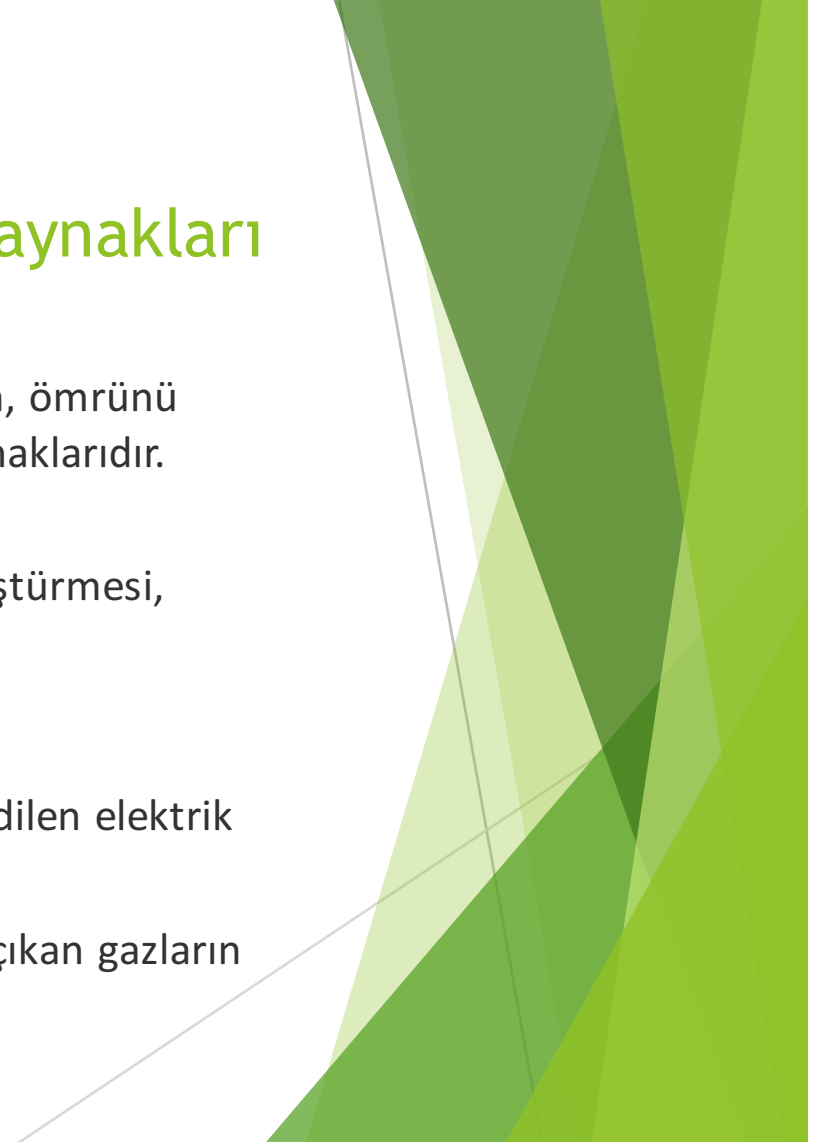 aynakları
, ömrünü
naklarıdır.
ştürmesi,
dilen elektrik
çıkan gazların